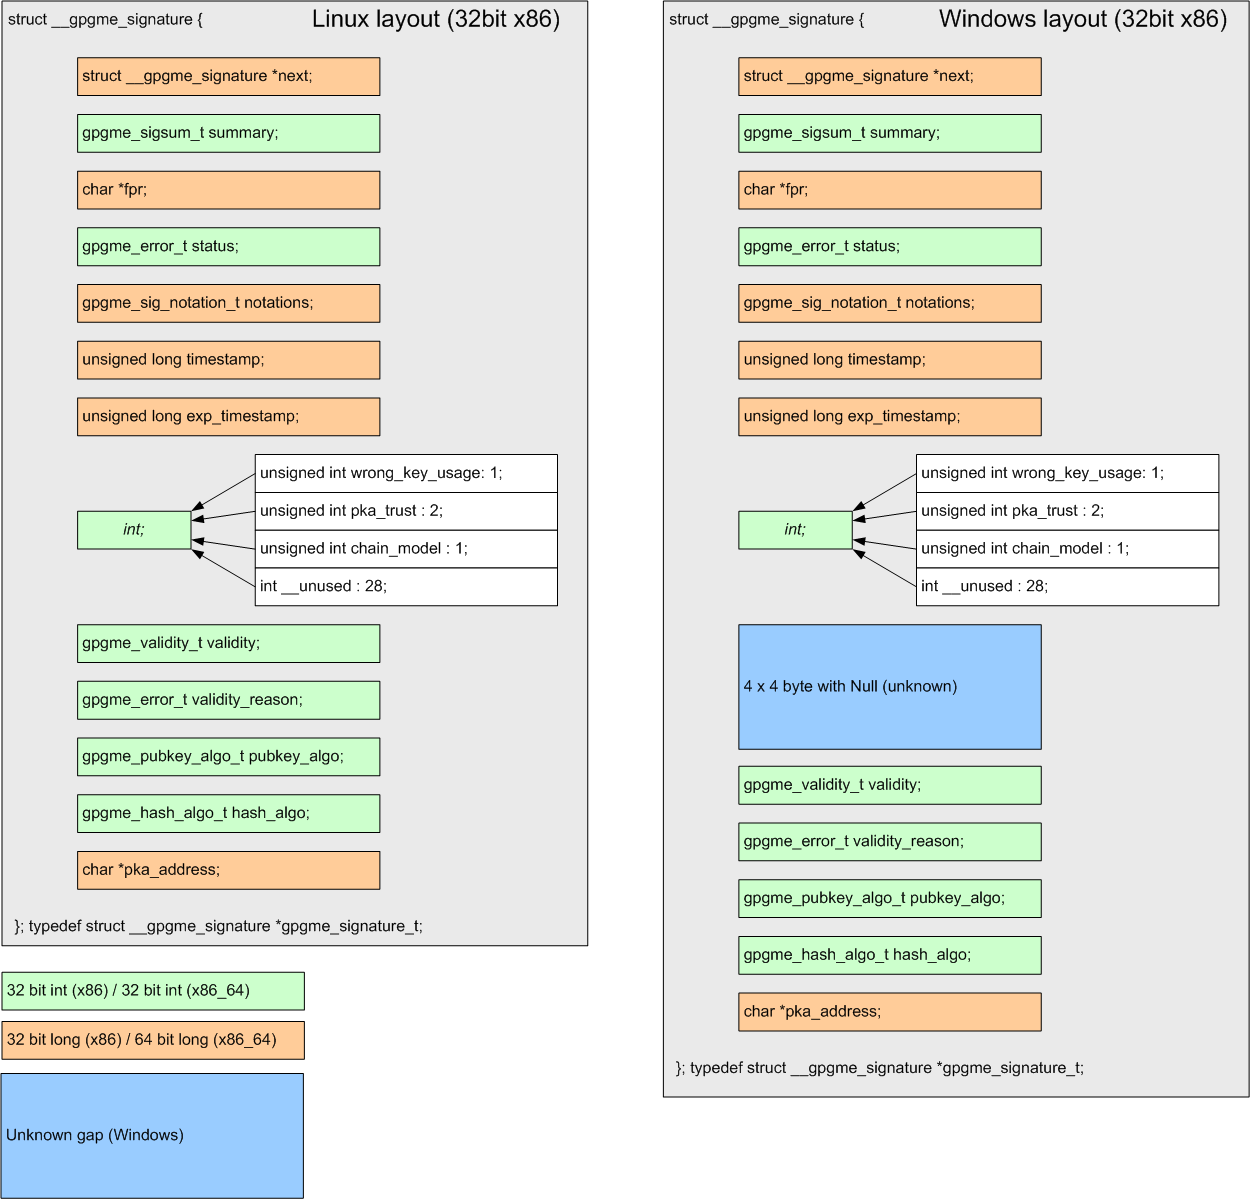 struct __gpgme_signature {
Linux layout (32bit x86)
struct __gpgme_signature *next;
gpgme_sigsum_t summary;
char *fpr;
gpgme_error_t status;
gpgme_sig_notation_t notations;
unsigned long timestamp;
unsigned long exp_timestamp;
unsigned int wrong_key_usage: 1;
unsigned int pka_trust : 2;
int;
unsigned int chain_model : 1;
int __unused : 28;
gpgme_validity_t validity;
gpgme_error_t validity_reason;
gpgme_pubkey_algo_t pubkey_algo;
gpgme_hash_algo_t hash_algo;
char *pka_address;
}; typedef struct __gpgme_signature *gpgme_signature_t;
32 bit int (x86) / 32 bit int (x86_64)
32 bit long (x86) / 64 bit long (x86_64)
Unknown gap (Windows)
struct __gpgme_signature {
Windows layout (32bit x86)
struct __gpgme_signature *next;
gpgme_sigsum_t summary;
char *fpr;
gpgme_error_t status;
gpgme_sig_notation_t notations;
unsigned long timestamp;
unsigned long exp_timestamp;
unsigned int wrong_key_usage: 1;
unsigned int pka_trust : 2;
int;
unsigned int chain_model : 1;
int __unused : 28;
4 x 4 byte with Null (unknown)
gpgme_validity_t validity;
gpgme_error_t validity_reason;
gpgme_pubkey_algo_t pubkey_algo;
gpgme_hash_algo_t hash_algo;
char *pka_address;
}; typedef struct __gpgme_signature *gpgme_signature_t;